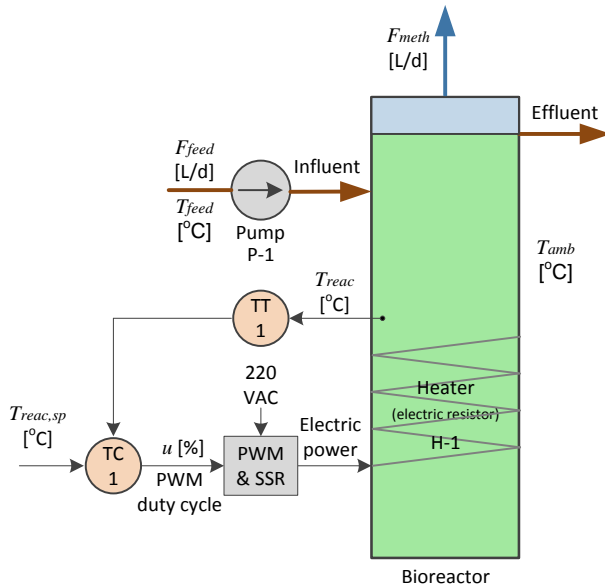 Fmeth
[L/d]
Effluent
Ffeed
[L/d]
Influent
Tfeed
[°C]
Pump
P-1
Tamb
[°C]
Treac
[°C]
TT
1
220
VAC
Heater
(electric resistor)
H-1
Treac,sp
[°C]
TC
1
u [%]
PWM
duty cycle
PWM
& SSR
Electric
power
Bioreactor